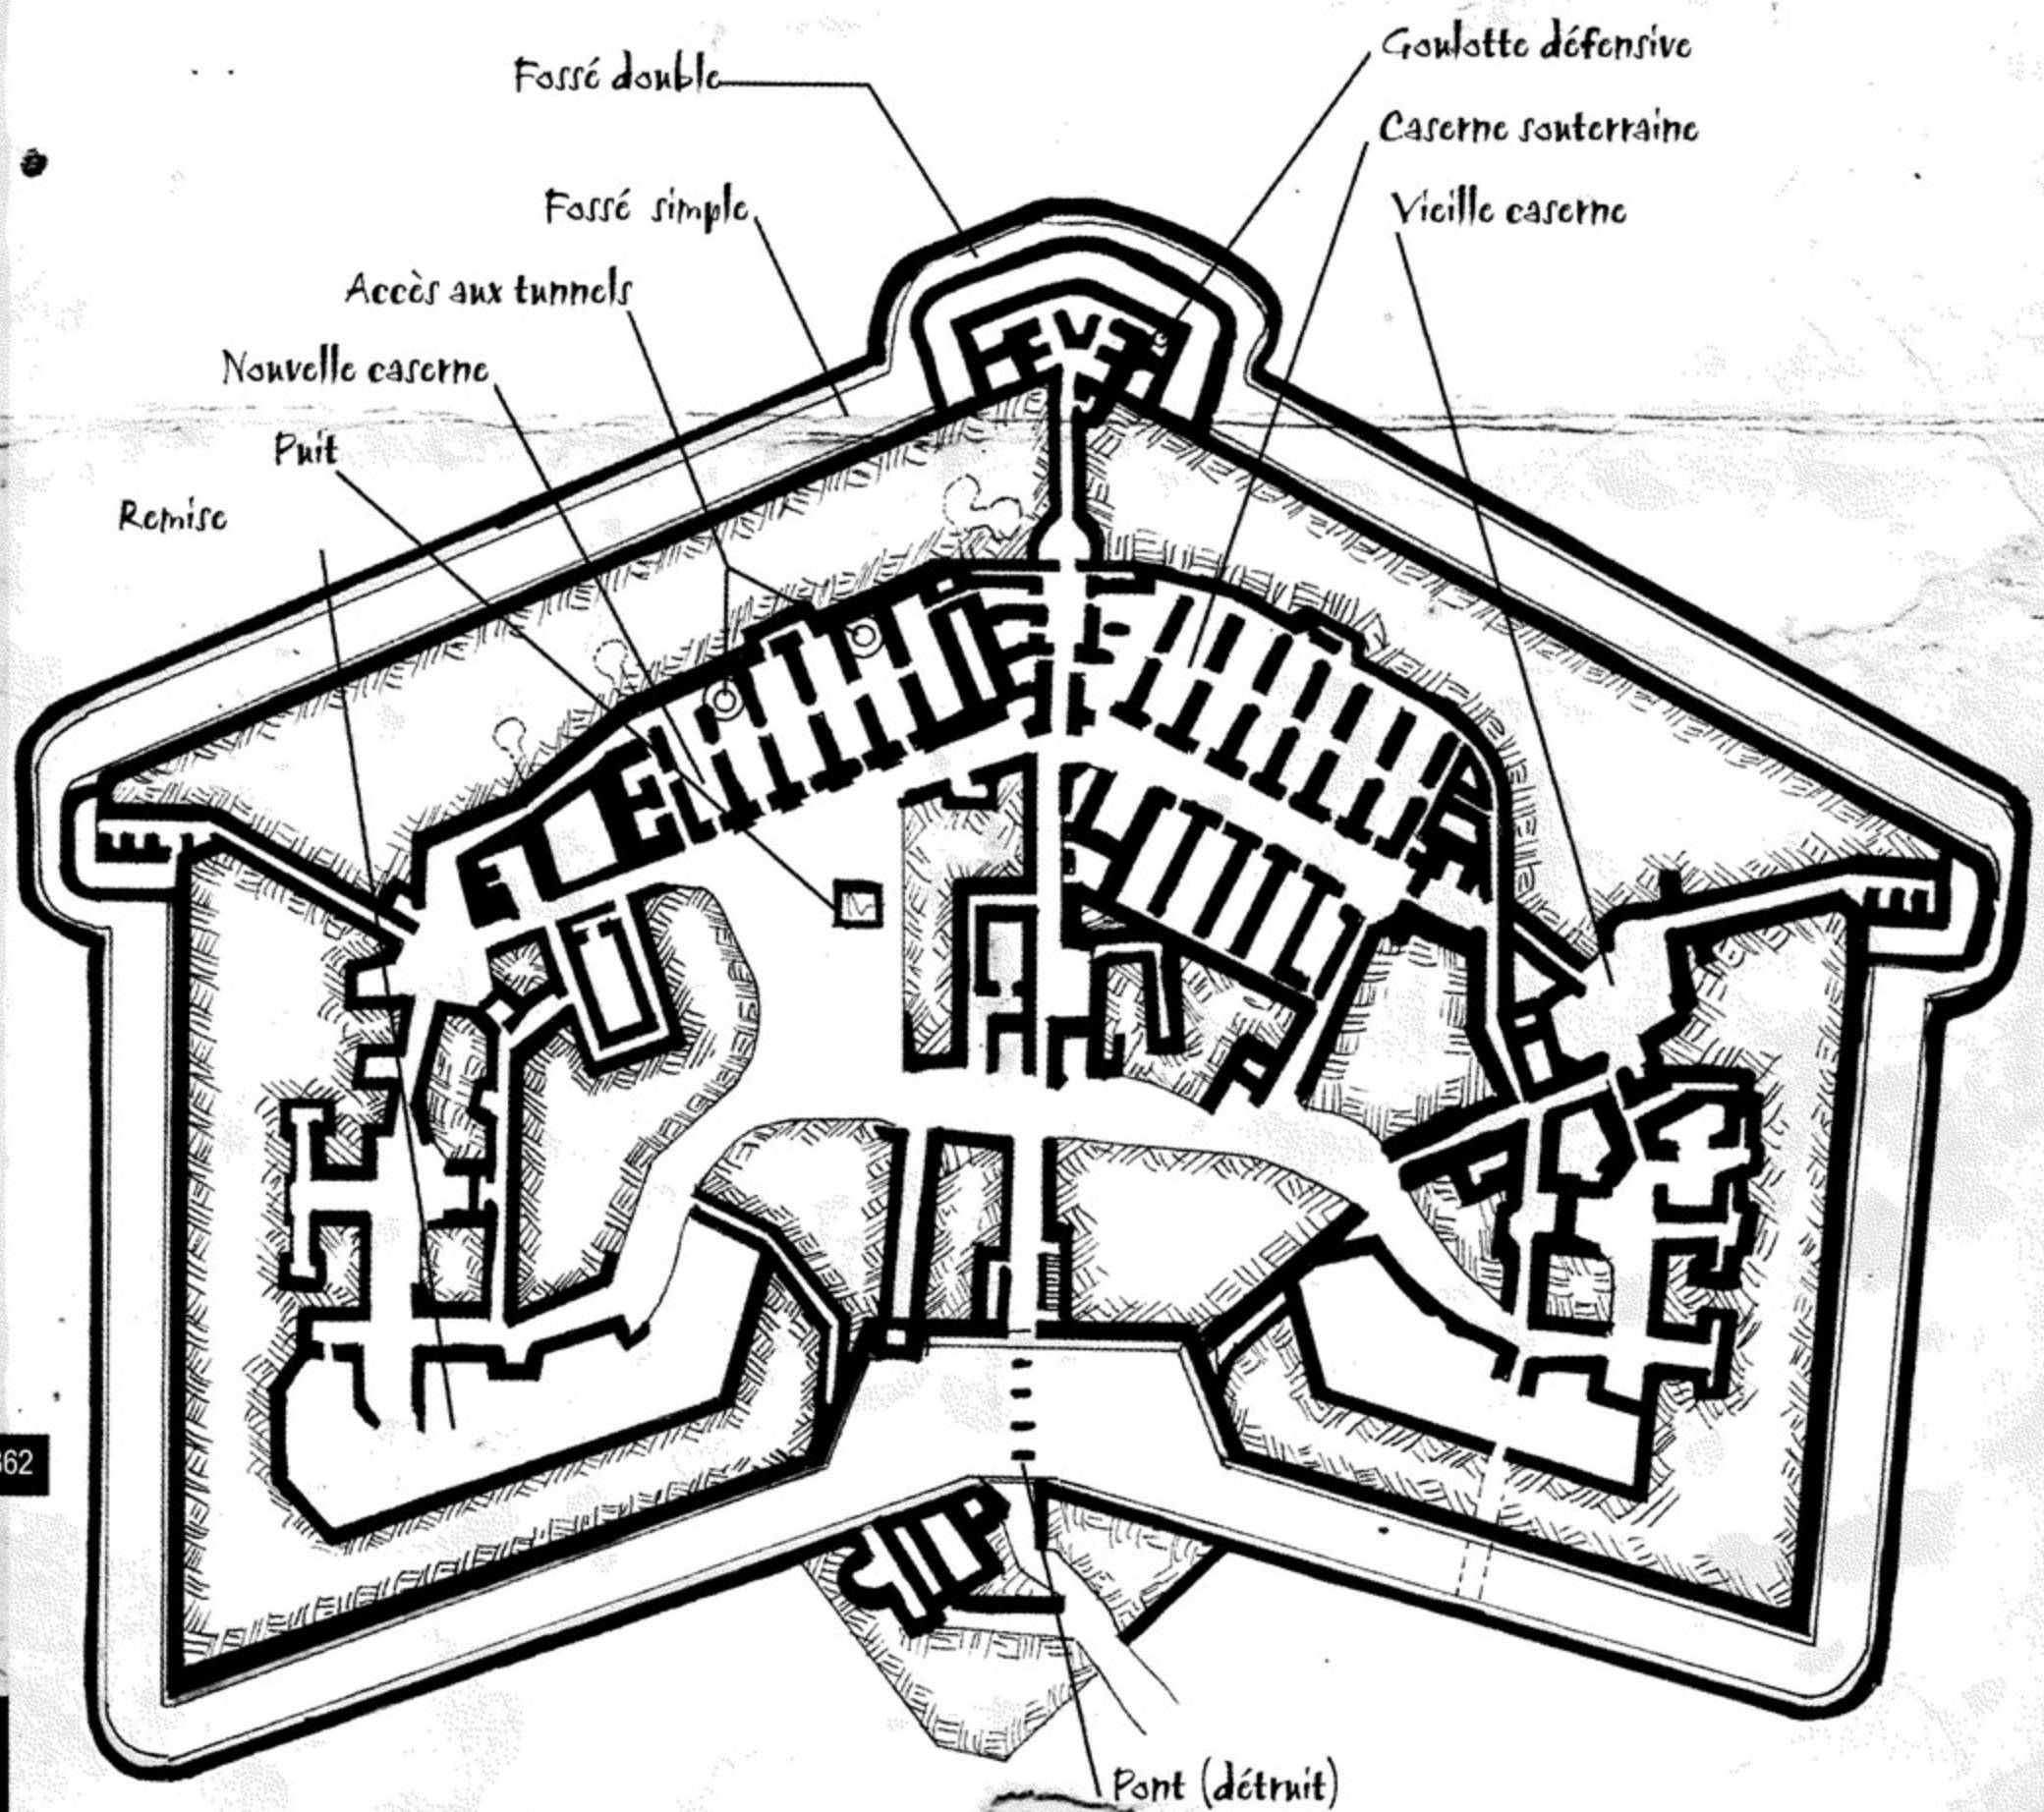 Goulotte défensive
Fossé double
Caserne souterraine
Fossé simple
Vieille caserne
Accès aux tunnels
Nouvelle caserne
Puit
Remise
362
Pont (détruit)